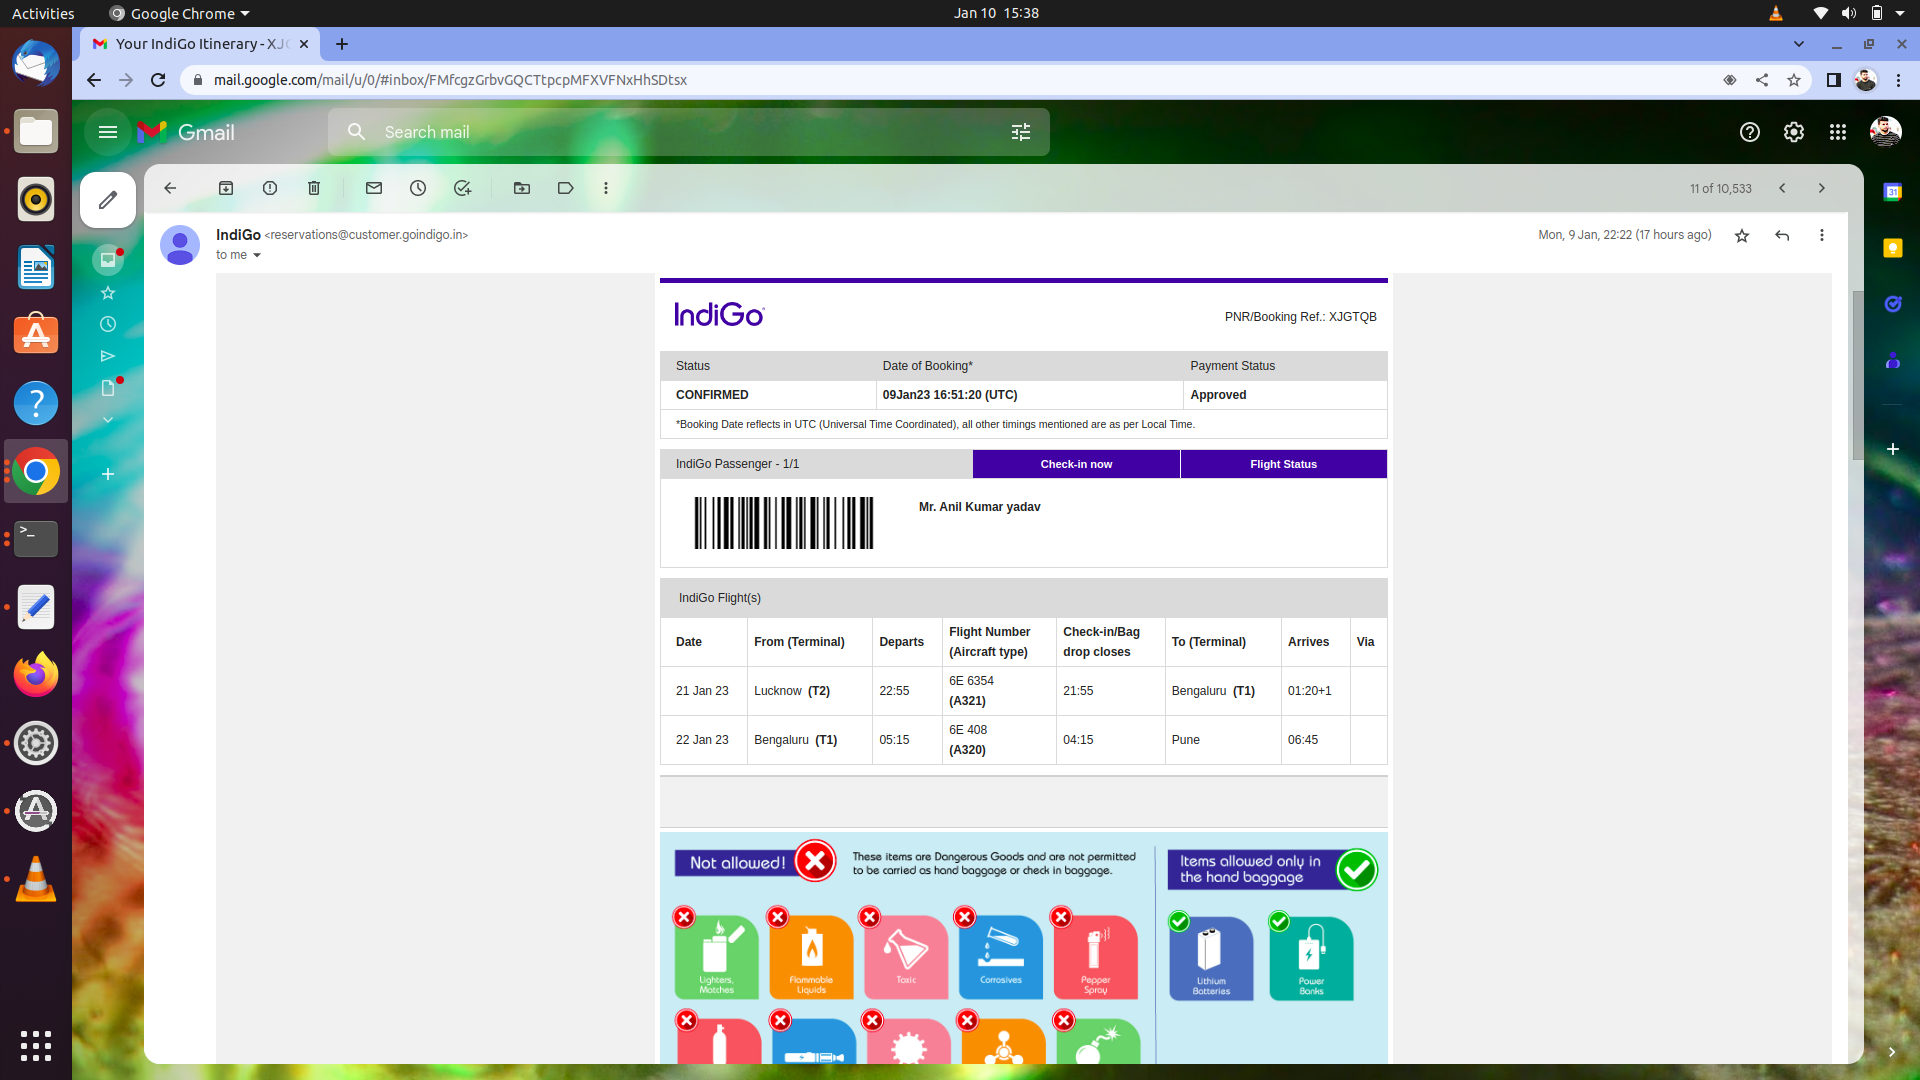 Activities
Google Chrome
Jan 10 15:38
Your IndiGo Itinerary - XJG
mail.google.com/mail/u/0/#inbox/FMfcgzGrbvGQCTtpcpMFXVFNxHhSDtsx
Gmail
Search mail
11 of 10,533
IndiGo <reservations@customer.goindigo.in>
Mon, 9 Jan, 22:22 (17 hours ago)
to me
IndiGo
PNR/Booking Ref.: XJGTQB
Status Date of Booking* Payment Status
CONFIRMED 09Jan23 16:51:20 (UTC) Approved
*Booking Date reflects in UTC (Universal Time Coordinated), all other timings mentioned are as per Local Time.
IndiGo Passenger - 1/1 Check-in now Flight Status
Mr. Anil Kumar yadav
IndiGo Flight(s)
Date From (Terminal) Departs Flight Number (Aircraft type) Check-in/Bag drop closes To (Terminal) Arrives Via
21 Jan 23 Lucknow (T2) 22:55 6E 6354 (A321) 21:55 Bengaluru (T1) 01:20+1
22 Jan 23 Bengaluru (T1) 05:15 6E 408 (A320) 04:15 Pune 06:45
Not allowed!
These items are Dangerous Goods and are not permitted
to be carried as hand baggage or check in baggage.
Items allowed only in
the hand baggage
Lighters, Matches
Flammable Liquids
Toxic
Corrosives
Pepper Spray
Lithium Batteries
Power Banks
31